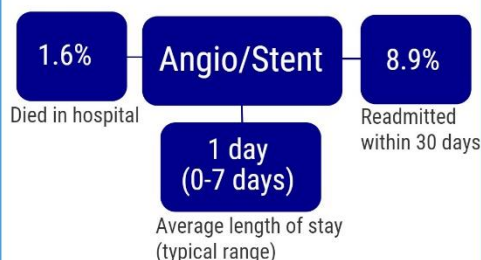 1.6%
Angio/Stent
8.9%
Died in hospital
Readmitted
within 30 days
1 day
(0-7 days)
Average length of stay
(typical range)